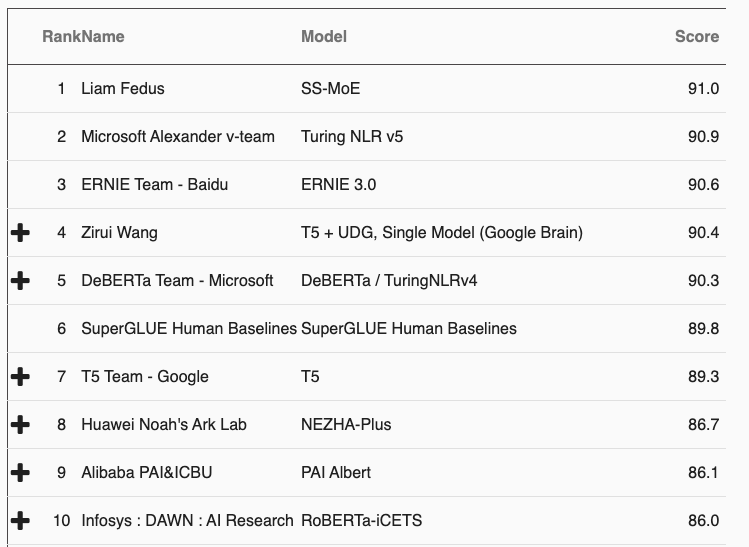 RankName Model Score
1 Liam Fedus SS-MoE 91.0
2 Microsoft Alexander v-team Turing NLR v5 90.9
3 ERNIE Team - Baidu ERNIE 3.0 90.6
4 Zirui Wang T5 + UDG, Single Model (Google Brain) 90.4
5 DeBERTa Team - Microsoft DeBERTa / TuringNLRv4 90.3
6 SuperGLUE Human Baselines SuperGLUE Human Baselines 89.8
7 T5 Team - Google T5 89.3
8 Huawei Noah's Ark Lab NEZHA-Plus 86.7
9 Alibaba PAI&ICBU PAI Albert 86.1
10 Infosys : DAWN : AI Research RoBERTa-iCETS 86.0